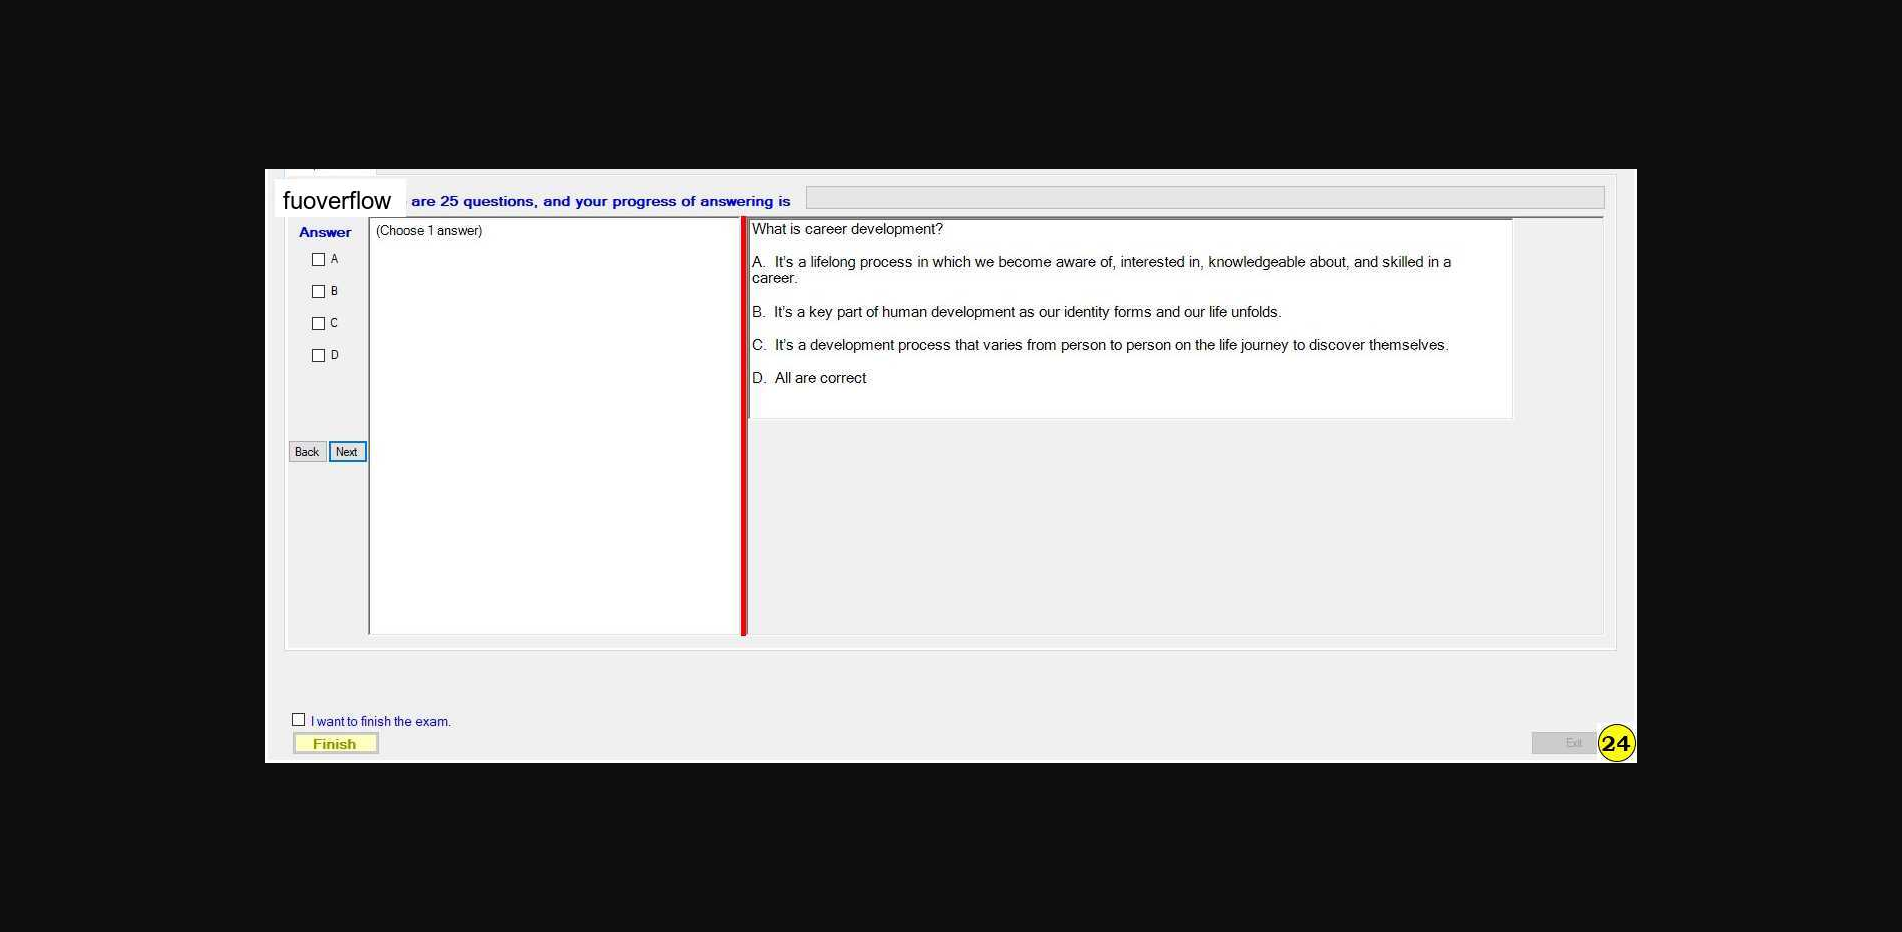 fuoverflow are 25 questions, and your progress of answering is
Answer
A
B
C
D
Back Next
(Choose 1 answer)
What is career development?
A. It's a lifelong process in which we become aware of, interested in, knowledgeable about, and skilled in a
career.
B. It's a key part of human development as our identity forms and our life unfolds.
C. It's a development process that varies from person to person on the life journey to discover themselves.
D. All are correct
I want to finish the exam.
Finish
Exit
24